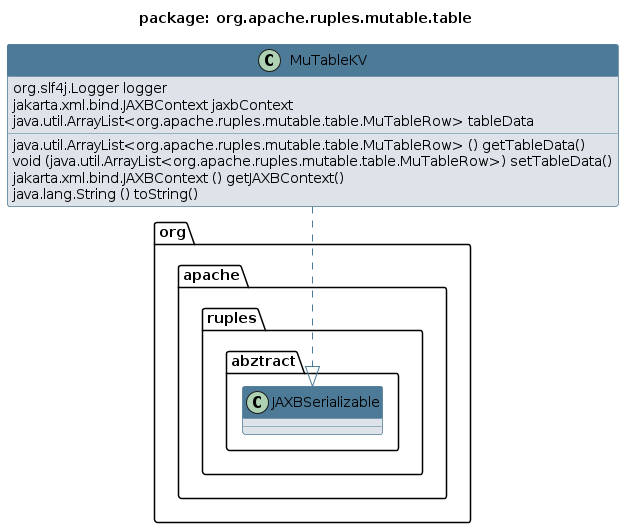 package: org.apache.ruples.mutable.table
C MuTableKV
org.slf4j.Logger logger
jakarta.xml.bind.JAXBContext jaxbContext
java.util.ArrayList<org.apache.ruples.mutable.table.MuTableRow> tableData
java.util.ArrayList<org.apache.ruples.mutable.table.MuTableRow> () getTableData()
void (java.util.ArrayList<org.apache.ruples.mutable.table.MuTableRow>) setTableData()
jakarta.xml.bind.JAXBContext () getJAXBContext()
java.lang.String () toString()
org
apache
ruples
abztract
C JAXBSerializable